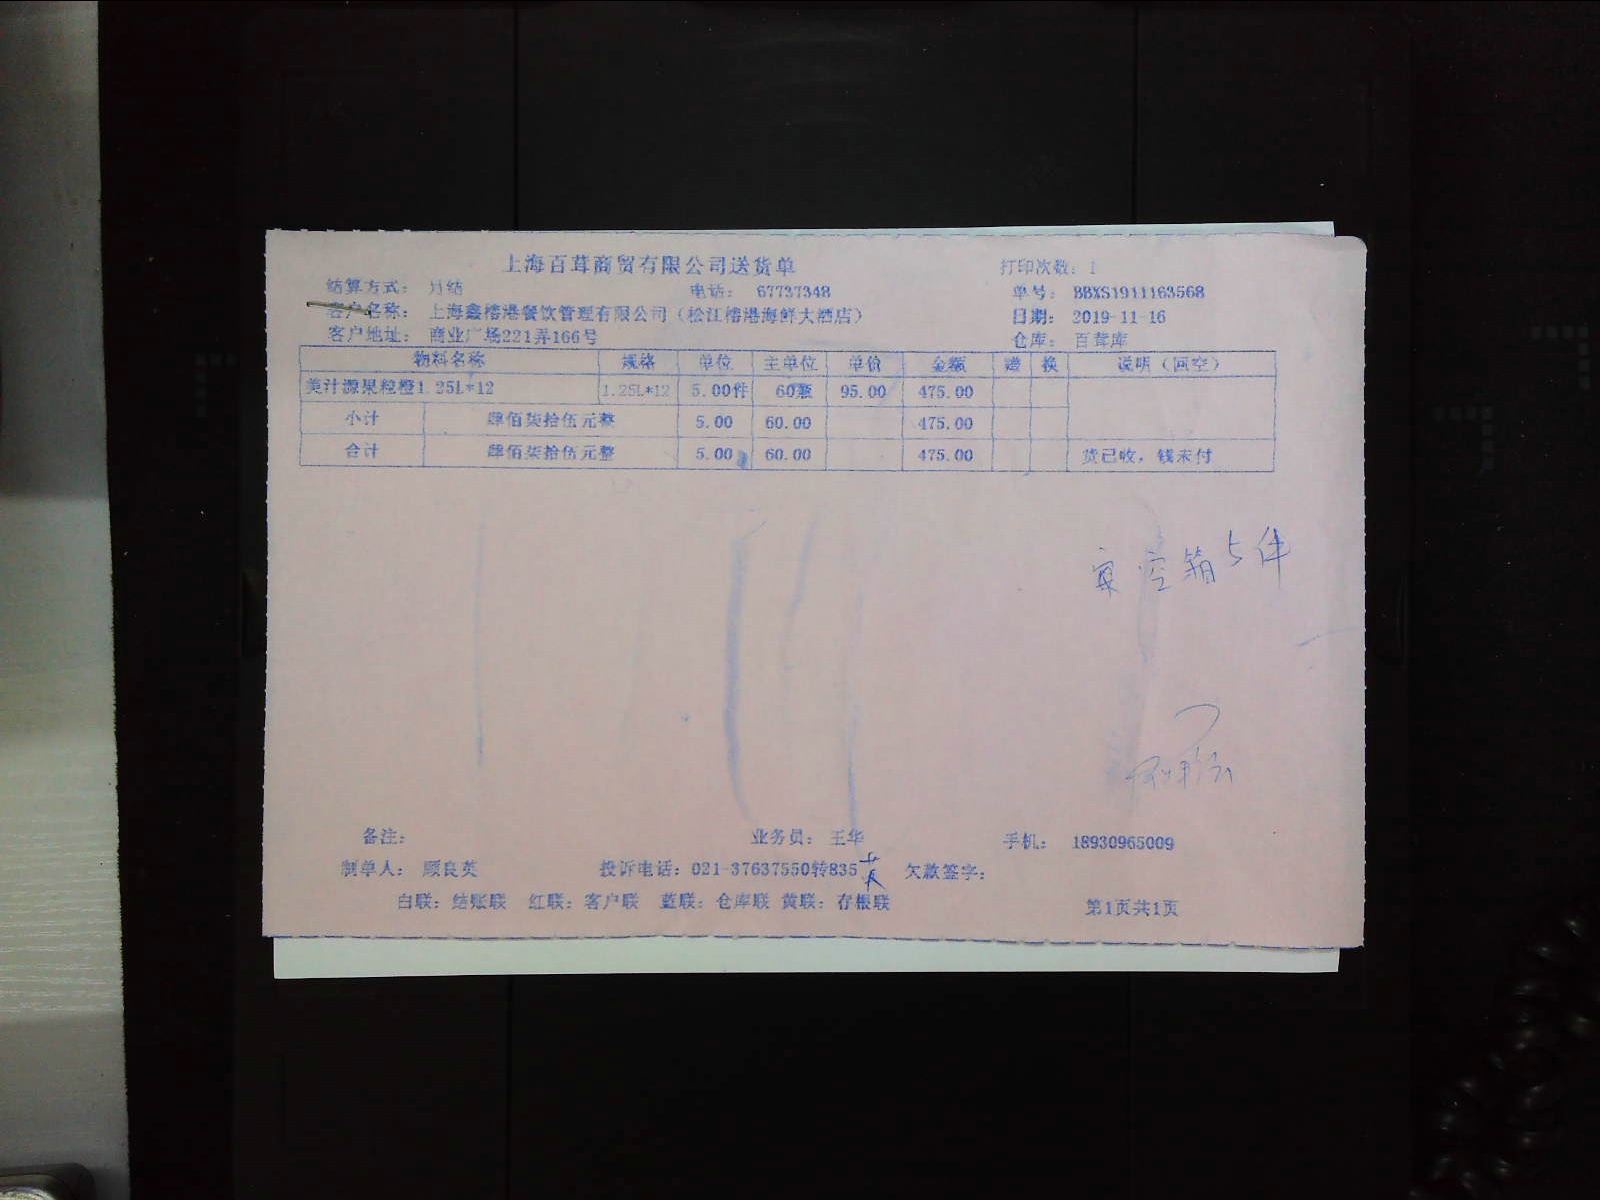 上海百茸商贸有限公司送货单 打印次数：1
结算方式： 月结 电话： 67737348 单号： BBXS1911163568
客户名称： 上海鑫榕港餐饮管理有限公司（松江榕港海鲜大酒店） 日期： 2019-11-16
客户地址： 商业广场221弄166号 仓库： 百茸库
物料名称 规格 单位 主单位 单价 金额 赠 换 说明（回空）
美汁源果粒橙1.25L*12 1.25L*12 5.00件 60瓶 95.00 475.00
小计 肆佰柒拾伍元整 5.00 60.00 475.00
合计 肆佰柒拾伍元整 5.00 60.00 475.00 货已收，钱未付
空箱5件
备注： 业务员： 王华 手机： 18930965009
制单人： 顾良英 投诉电话：021-37637550转835 欠款签字：
白联：结账联 红联：客户联 蓝联：仓库联 黄联：存根联 第1页共1页